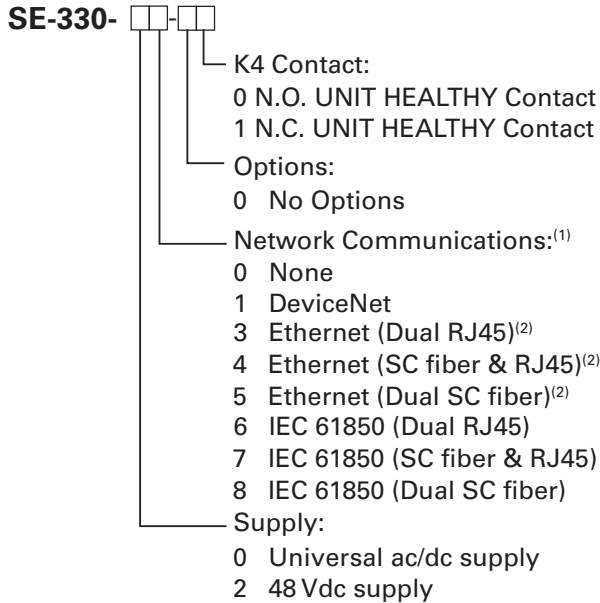 SE-330- -
K4 Contact:
0 N.O. UNIT HEALTHY Contact
1 N.C. UNIT HEALTHY Contact
Options:
0 No Options
Network Communications:(1)
0 None
1 DeviceNet
3 Ethernet (Dual RJ45)(2)
4 Ethernet (SC fiber & RJ45)(2)
5 Ethernet (Dual SC fiber)(2)
6 IEC 61850 (Dual RJ45)
7 IEC 61850 (SC fiber & RJ45)
8 IEC 61850 (Dual SC fiber)
Supply:
0 Universal ac/dc supply
2 48 Vdc supply